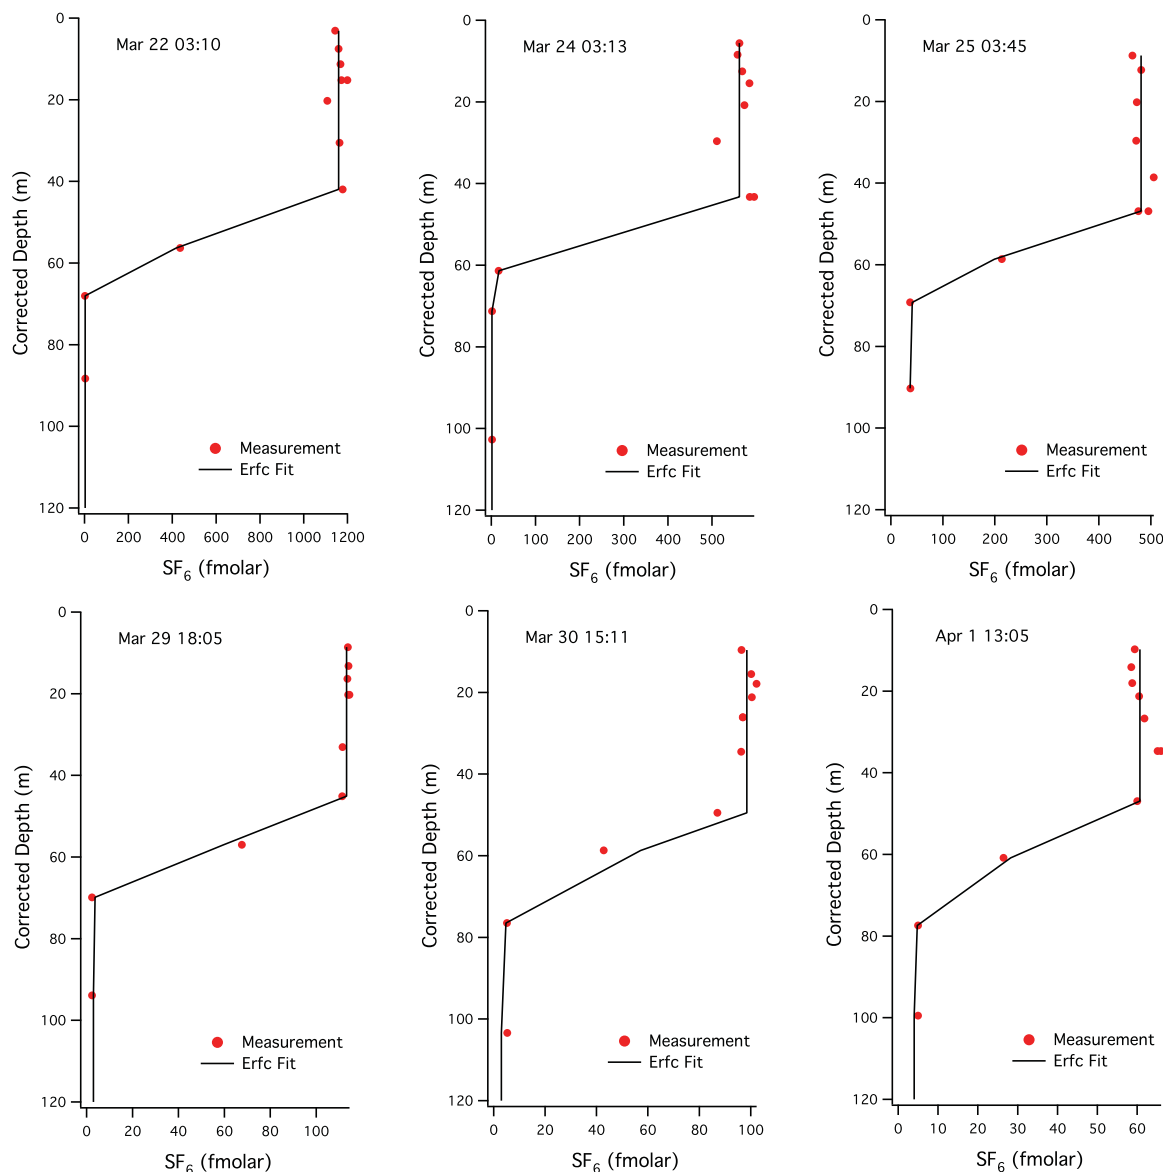 Mar 22 03:10
0
20
40
60
80
100
120
Corrected Depth (m)
Measurement
Erfc Fit
0 200 400 600 800 1000 1200
SF6 (fmolar)
Mar 24 03:13
0
20
40
60
80
100
120
Corrected Depth (m)
Measurement
Erfc Fit
0 100 200 300 400 500
SF6 (fmolar)
Mar 25 03:45
0
20
40
60
80
100
120
Corrected Depth (m)
Measurement
Erfc Fit
0 100 200 300 400 500
SF6 (fmolar)
Mar 29 18:05
0
20
40
60
80
100
120
Corrected Depth (m)
Measurement
Erfc Fit
0 20 40 60 80 100
SF6 (fmolar)
Mar 30 15:11
0
20
40
60
80
100
120
Corrected Depth (m)
Measurement
Erfc Fit
0 20 40 60 80 100
SF6 (fmolar)
Apr 1 13:05
0
20
40
60
80
100
120
Corrected Depth (m)
Measurement
Erfc Fit
0 10 20 30 40 50 60
SF6 (fmolar)